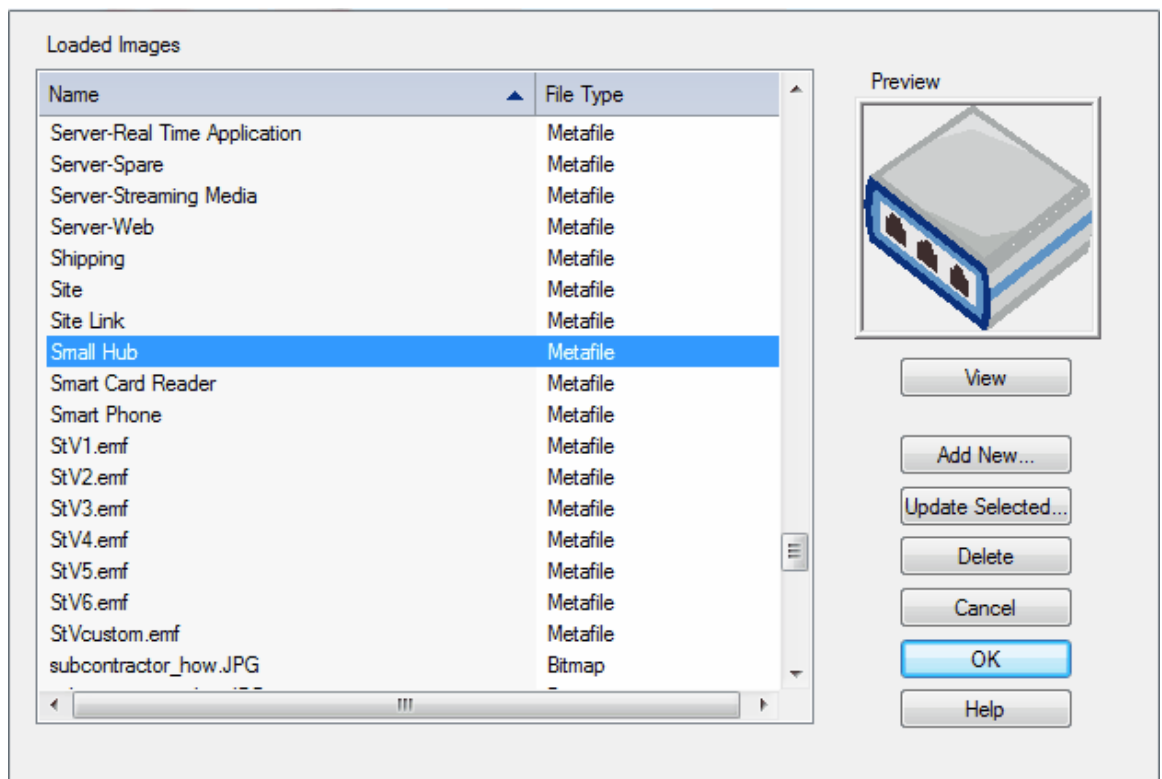 Loaded Images
Preview
Name File Type
Server-Real Time Application Metafile
Server-Spare Metafile
Server-Streaming Media Metafile
Server-Web Metafile
Shipping Metafile
Site Metafile
Site Link Metafile
Small Hub Metafile
Smart Card Reader Metafile
Smart Phone Metafile
StV1.emf Metafile
StV2.emf Metafile
StV3.emf Metafile
StV4.emf Metafile
StV5.emf Metafile
StV6.emf Metafile
StVcustom.emf Metafile
subcontractor_how.JPG Bitmap
View
Add New...
Update Selected...
Delete
Cancel
OK
Help